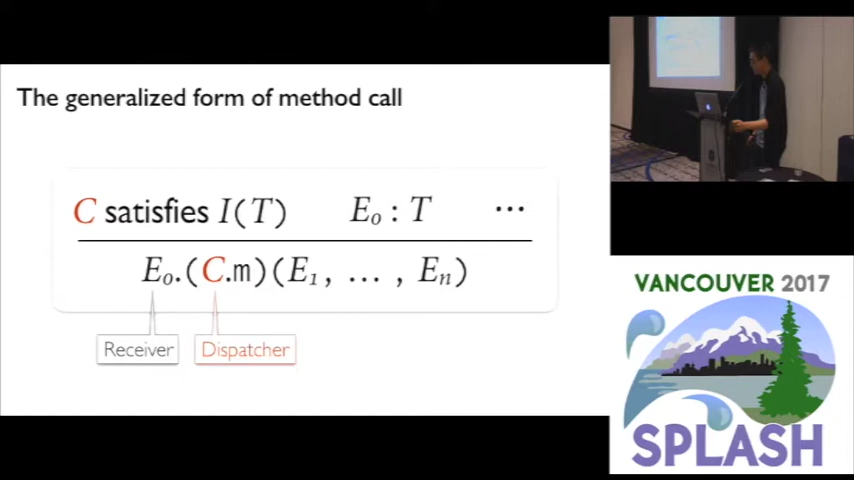 The generalized form of method call
C satisfies I(T) E₀ : T ...
E₀.(C.m)(E₁, ... , Eₙ)
Receiver
Dispatcher
VANCOUVER 2017
SPLASH